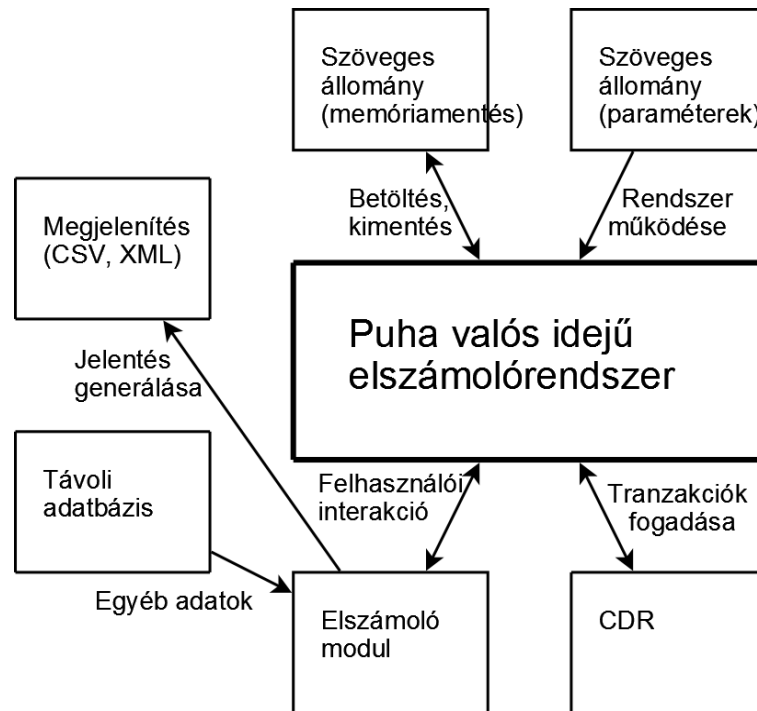 Szöveges
állomány
(memóriamentés)
Szöveges
állomány
(paraméterek)
Betöltés,
kimentés
Rendszer
működése
Megjelenítés
(CSV, XML)
Puha valós idejű
elszámolórendszer
Jelentés
generálása
Távoli
adatbázis
Felhasználói
interakció
Tranzakciók
fogadása
Egyéb adatok
Elszámoló
modul
CDR